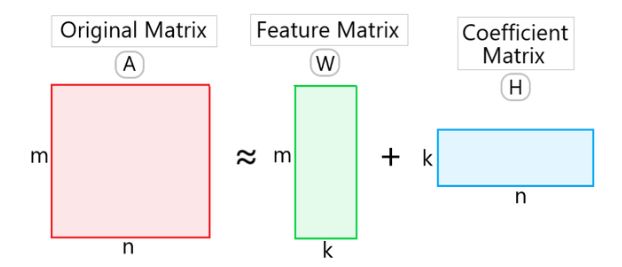 Original Matrix
Feature Matrix
Coefficient
Matrix
A
W
H
m
n
≈
m
k
+
k
n